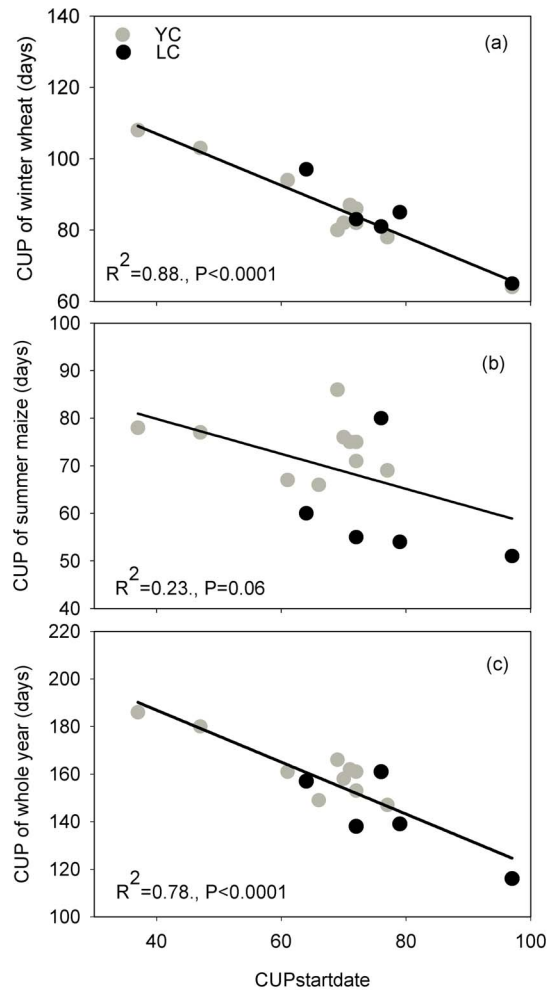 140
YC
LC
(a)
120
100
80
60
CUP of winter wheat (days)
R2=0.88., P<0.0001
100
(b)
90
80
70
60
50
40
CUP of summer maize (days)
R2=0.23., P=0.06
220
(c)
200
180
160
140
120
100
CUP of whole year (days)
R2=0.78., P<0.0001
40 60 80 100
CUPstartdate